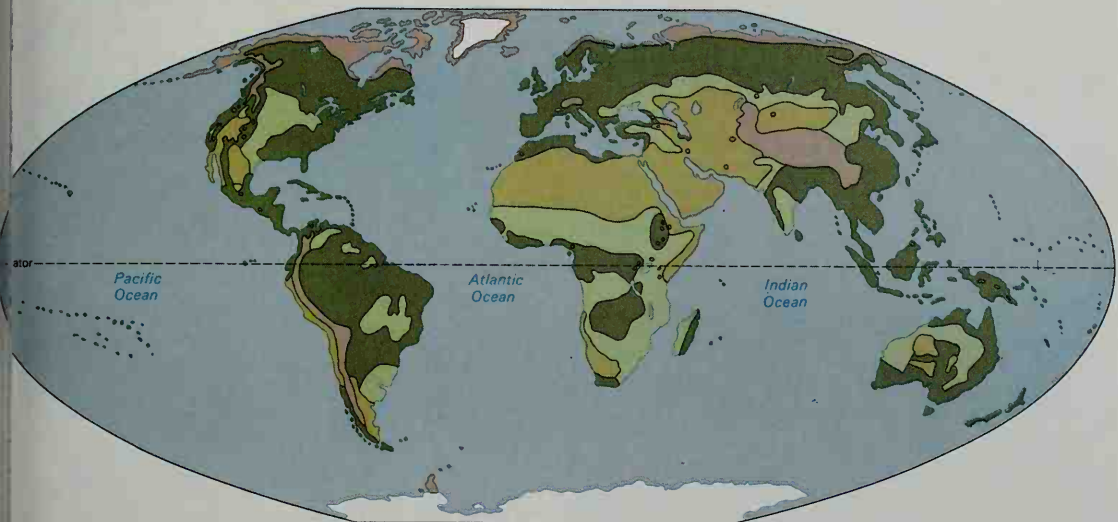 ator
Pacific
Ocean
Atlantic
Ocean
Indian
Ocean